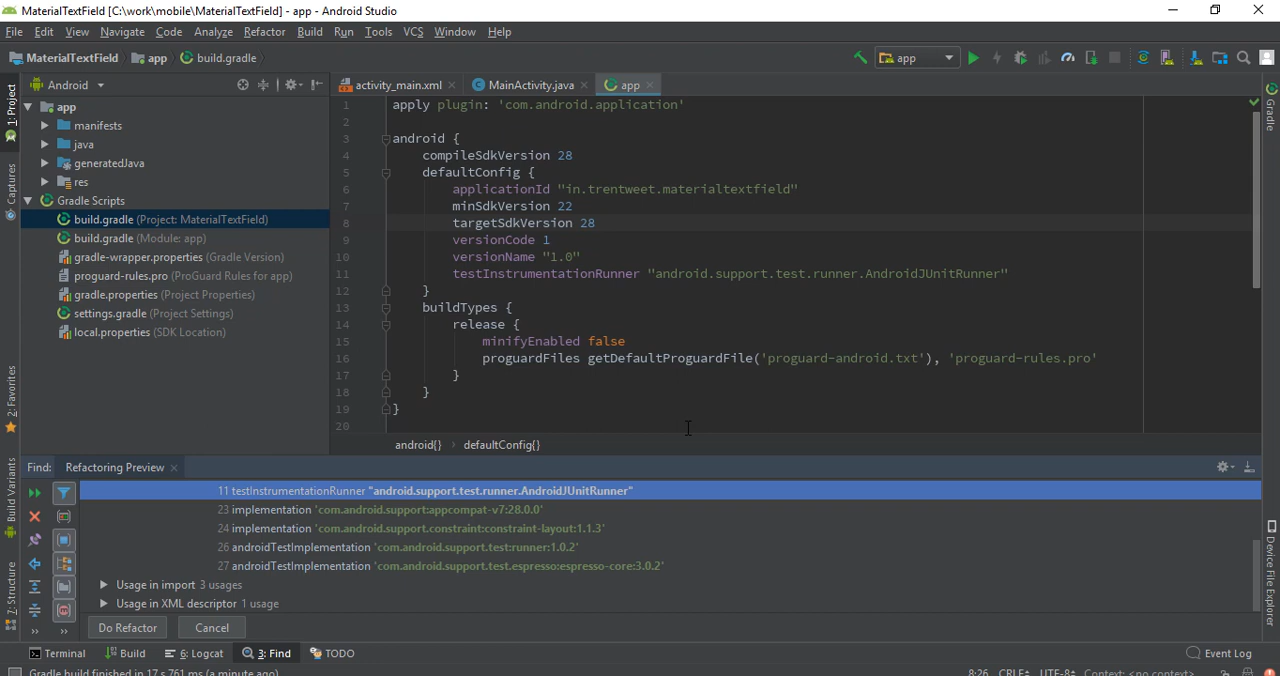 MaterialTextField [C:\work\mobile\MaterialTextField] - app - Android Studio
File Edit View Navigate Code Analyze Refactor Build Run Tools VCS Window Help
MaterialTextField app build.gradle app
Android activity_main.xml MainActivity.java app
1: Project
Captures
2: Favorites
Build Variants
7: Structure
app
manifests
java
generatedJava
res
Gradle Scripts
build.gradle (Project: MaterialTextField)
build.gradle (Module: app)
gradle-wrapper.properties (Gradle Version)
proguard-rules.pro (ProGuard Rules for app)
gradle.properties (Project Properties)
settings.gradle (Project Settings)
local.properties (SDK Location)
1 apply plugin: 'com.android.application'
2
3 android {
4 compileSdkVersion 28
5 defaultConfig {
6 applicationId "in.trentweet.materialtextfield"
7 minSdkVersion 22
8 targetSdkVersion 28
9 versionCode 1
10 versionName "1.0"
11 testInstrumentationRunner "android.support.test.runner.AndroidJUnitRunner"
12 }
13 buildTypes {
14 release {
15 minifyEnabled false
16 proguardFiles getDefaultProguardFile('proguard-android.txt'), 'proguard-rules.pro'
17 }
18 }
19 }
20
android{} › defaultConfig{}
Gradle
Device File Explorer
Find: Refactoring Preview
11 testInstrumentationRunner "android.support.test.runner.AndroidJUnitRunner"
23 implementation 'com.android.support:appcompat-v7:28.0.0'
24 implementation 'com.android.support.constraint:constraint-layout:1.1.3'
26 androidTestImplementation 'com.android.support.test:runner:1.0.2'
27 androidTestImplementation 'com.android.support.test.espresso:espresso-core:3.0.2'
Usage in import 3 usages
Usage in XML descriptor 1 usage
Do Refactor Cancel
Terminal Build 6: Logcat 3: Find TODO Event Log
Gradle build finished in 17 s 761 ms (a minute ago) 8:26 CRLF UTF-8 Context: <no context>